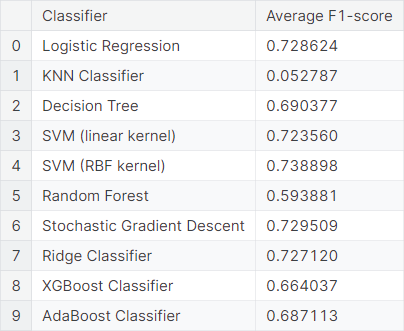 Classifier Average F1-score
0 Logistic Regression 0.728624
1 KNN Classifier 0.052787
2 Decision Tree 0.690377
3 SVM (linear kernel) 0.723560
4 SVM (RBF kernel) 0.738898
5 Random Forest 0.593881
6 Stochastic Gradient Descent 0.729509
7 Ridge Classifier 0.727120
8 XGBoost Classifier 0.664037
9 AdaBoost Classifier 0.687113